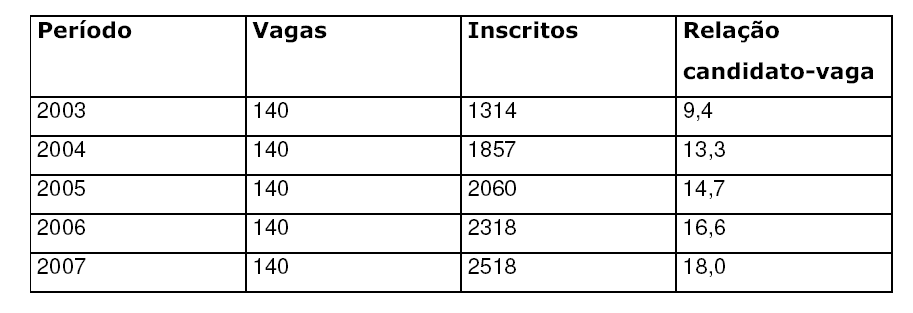 Período Vagas Inscritos Relação
candidato-vaga
2003 140 1314 9,4
2004 140 1857 13,3
2005 140 2060 14,7
2006 140 2318 16,6
2007 140 2518 18,0